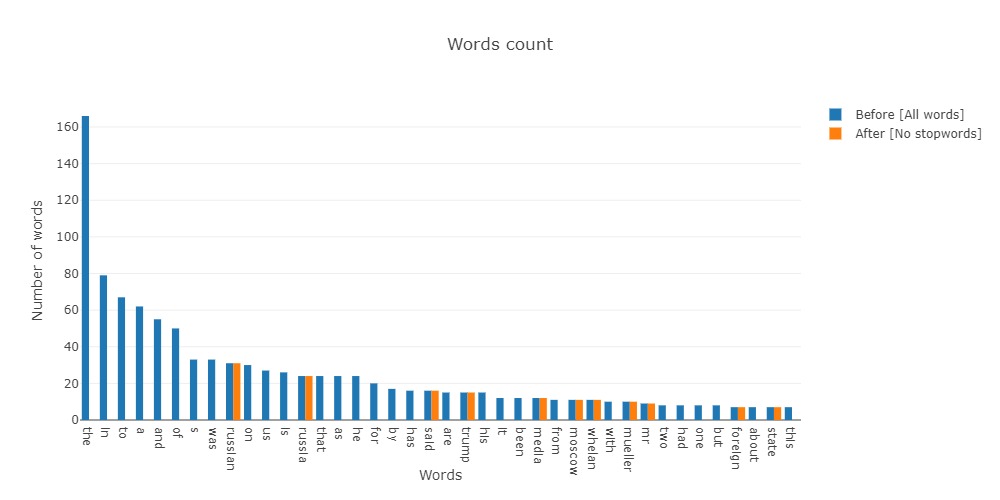 Words count
Before [All words]
After [No stopwords]
Number of words
160
140
120
100
80
60
40
20
0
the
in
to
a
and
of
s
was
russian
on
us
is
russia
that
as
he
for
by
has
said
are
trump
his
it
been
media
from
moscow
whelan
with
mueller
mr
two
had
one
but
foreign
about
state
this
Words